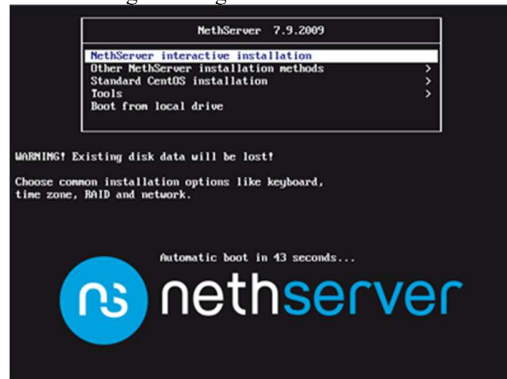 NethServer 7.9.2009
NethServer interactive installation
Other NethServer installation methods >
Standard CentOS installation >
Tools >
Boot from local drive
WARNING! Existing disk data will be lost!
Choose common installation options like keyboard,
time zone, RAID and network.
Automatic boot in 43 seconds...
ns nethserver